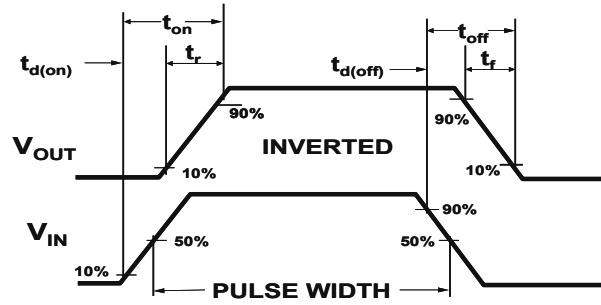 t_on
t_off
t_d(on)
t_r
t_d(off)
t_f
90%
90%
V_OUT
INVERTED
10%
10%
90%
V_IN
50%
50%
10%
PULSE WIDTH